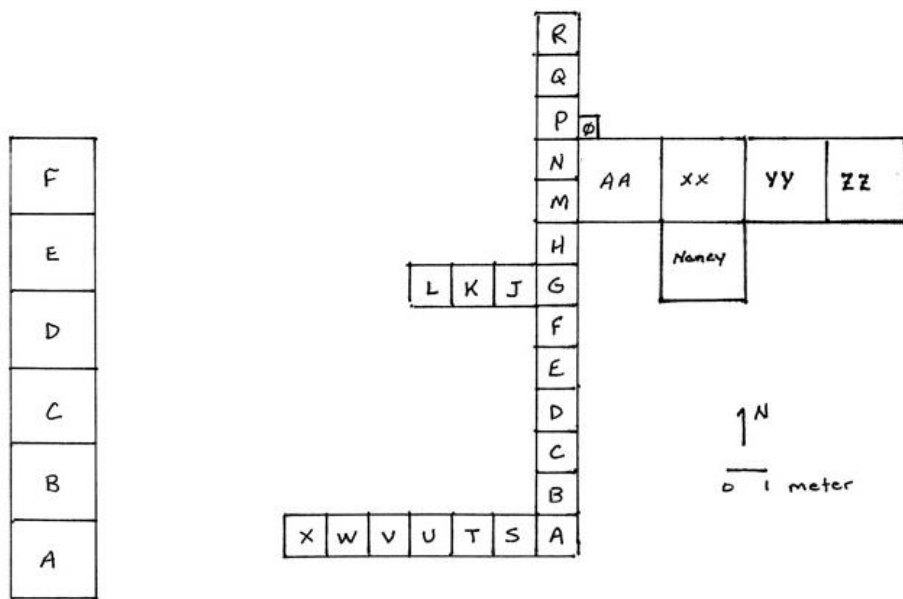 R
Q
P ø
N AA XX YY ZZ
M
H Nancy
L K J G
F
E
D
C
B
X W V U T S A
F
E
D
C
B
A
N
0 1 meter